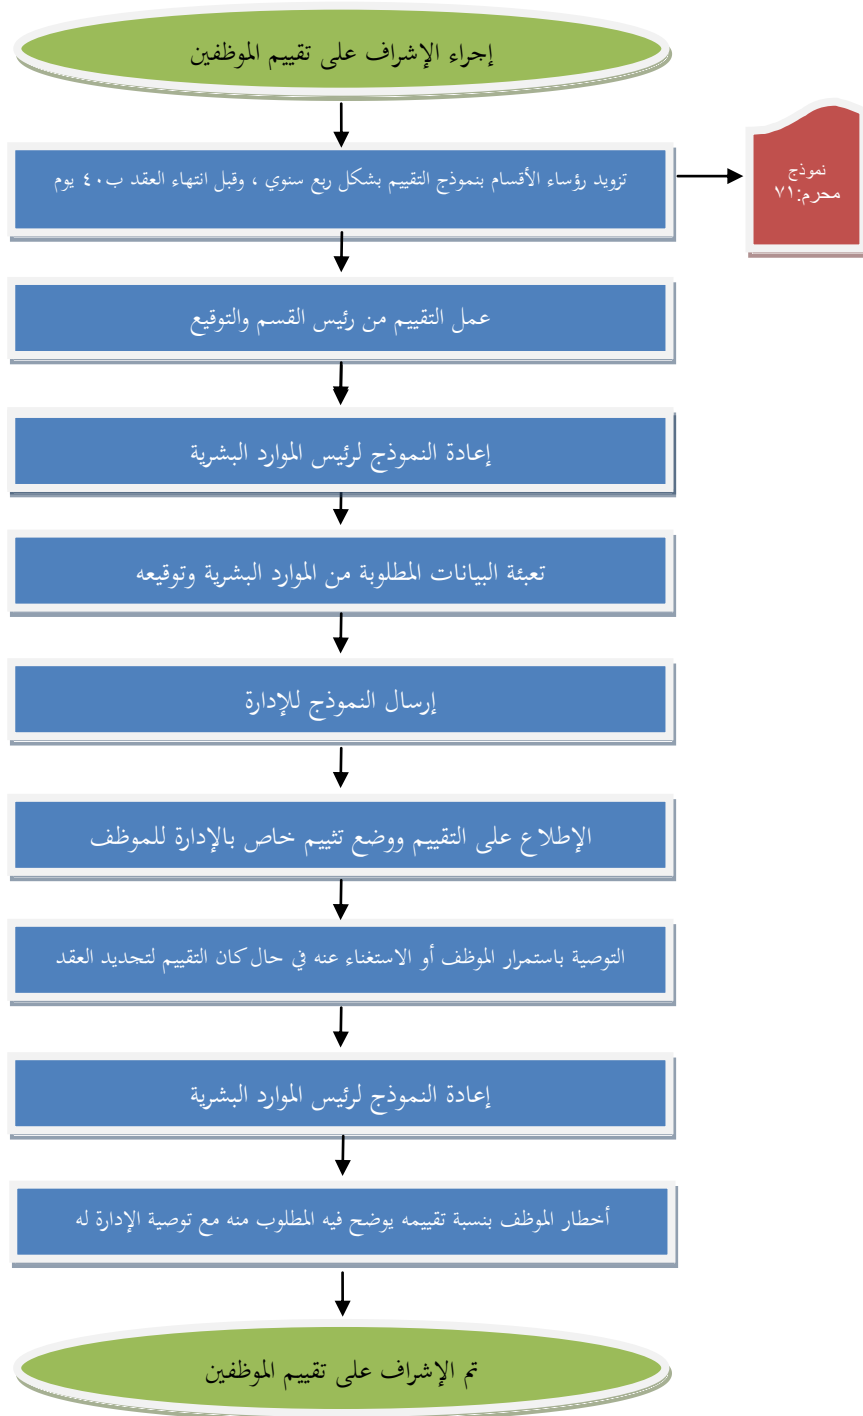 إجراء الإشراف على تقييم الموظفين
تزويد رؤساء الأقسام بنموذج التقييم بشكل ربع سنوي ، وقبل انتهاء العقد ب٤٠ يوم
نموذج
محرم:٧١
عمل التقييم من رئيس القسم والتوقيع
إعادة النموذج لرئيس الموارد البشرية
تعبئة البيانات المطلوبة من الموارد البشرية وتوقيعه
إرسال النموذج للإدارة
الإطلاع على التقييم ووضع تثييم خاص بالإدارة للموظف
التوصية باستمرار الموظف أو الاستغناء عنه في حال كان التقييم لتجديد العقد
إعادة النموذج لرئيس الموارد البشرية
أخطار الموظف بنسبة تقييمه يوضح فيه المطلوب منه مع توصية الإدارة له
تم الإشراف على تقييم الموظفين